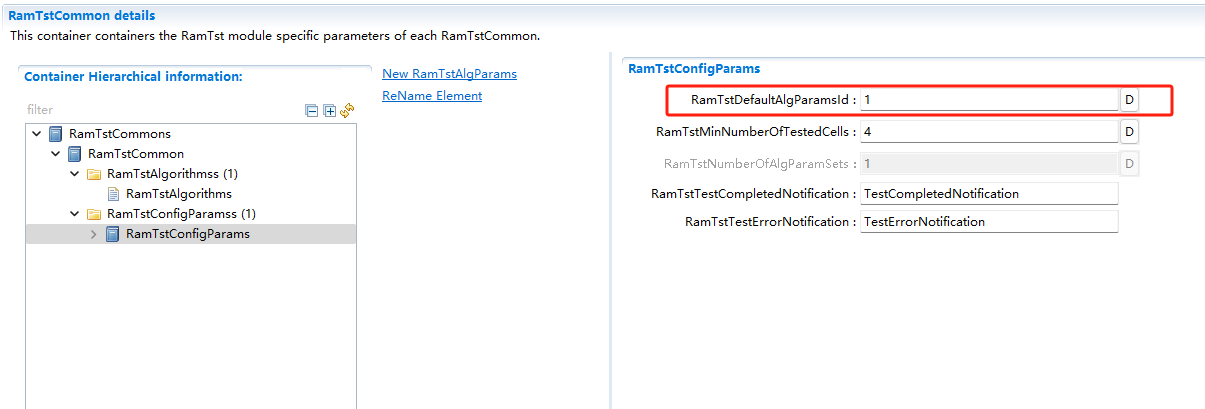 RamTstCommon details
This container containers the RamTst module specific parameters of each RamTstCommon.
Container Hierarchical information:
filter
RamTstCommons
RamTstCommon
RamTstAlgorithmss (1)
RamTstAlgorithms
RamTstConfigParamss (1)
RamTstConfigParams
New RamTstAlgParams
ReName Element
RamTstConfigParams
RamTstDefaultAlgParamsId : 1 D
RamTstMinNumberOfTestedCells : 4 D
RamTstNumberOfAlgParamSets : 1 D
RamTstTestCompletedNotification : TestCompletedNotification
RamTstTestErrorNotification : TestErrorNotification